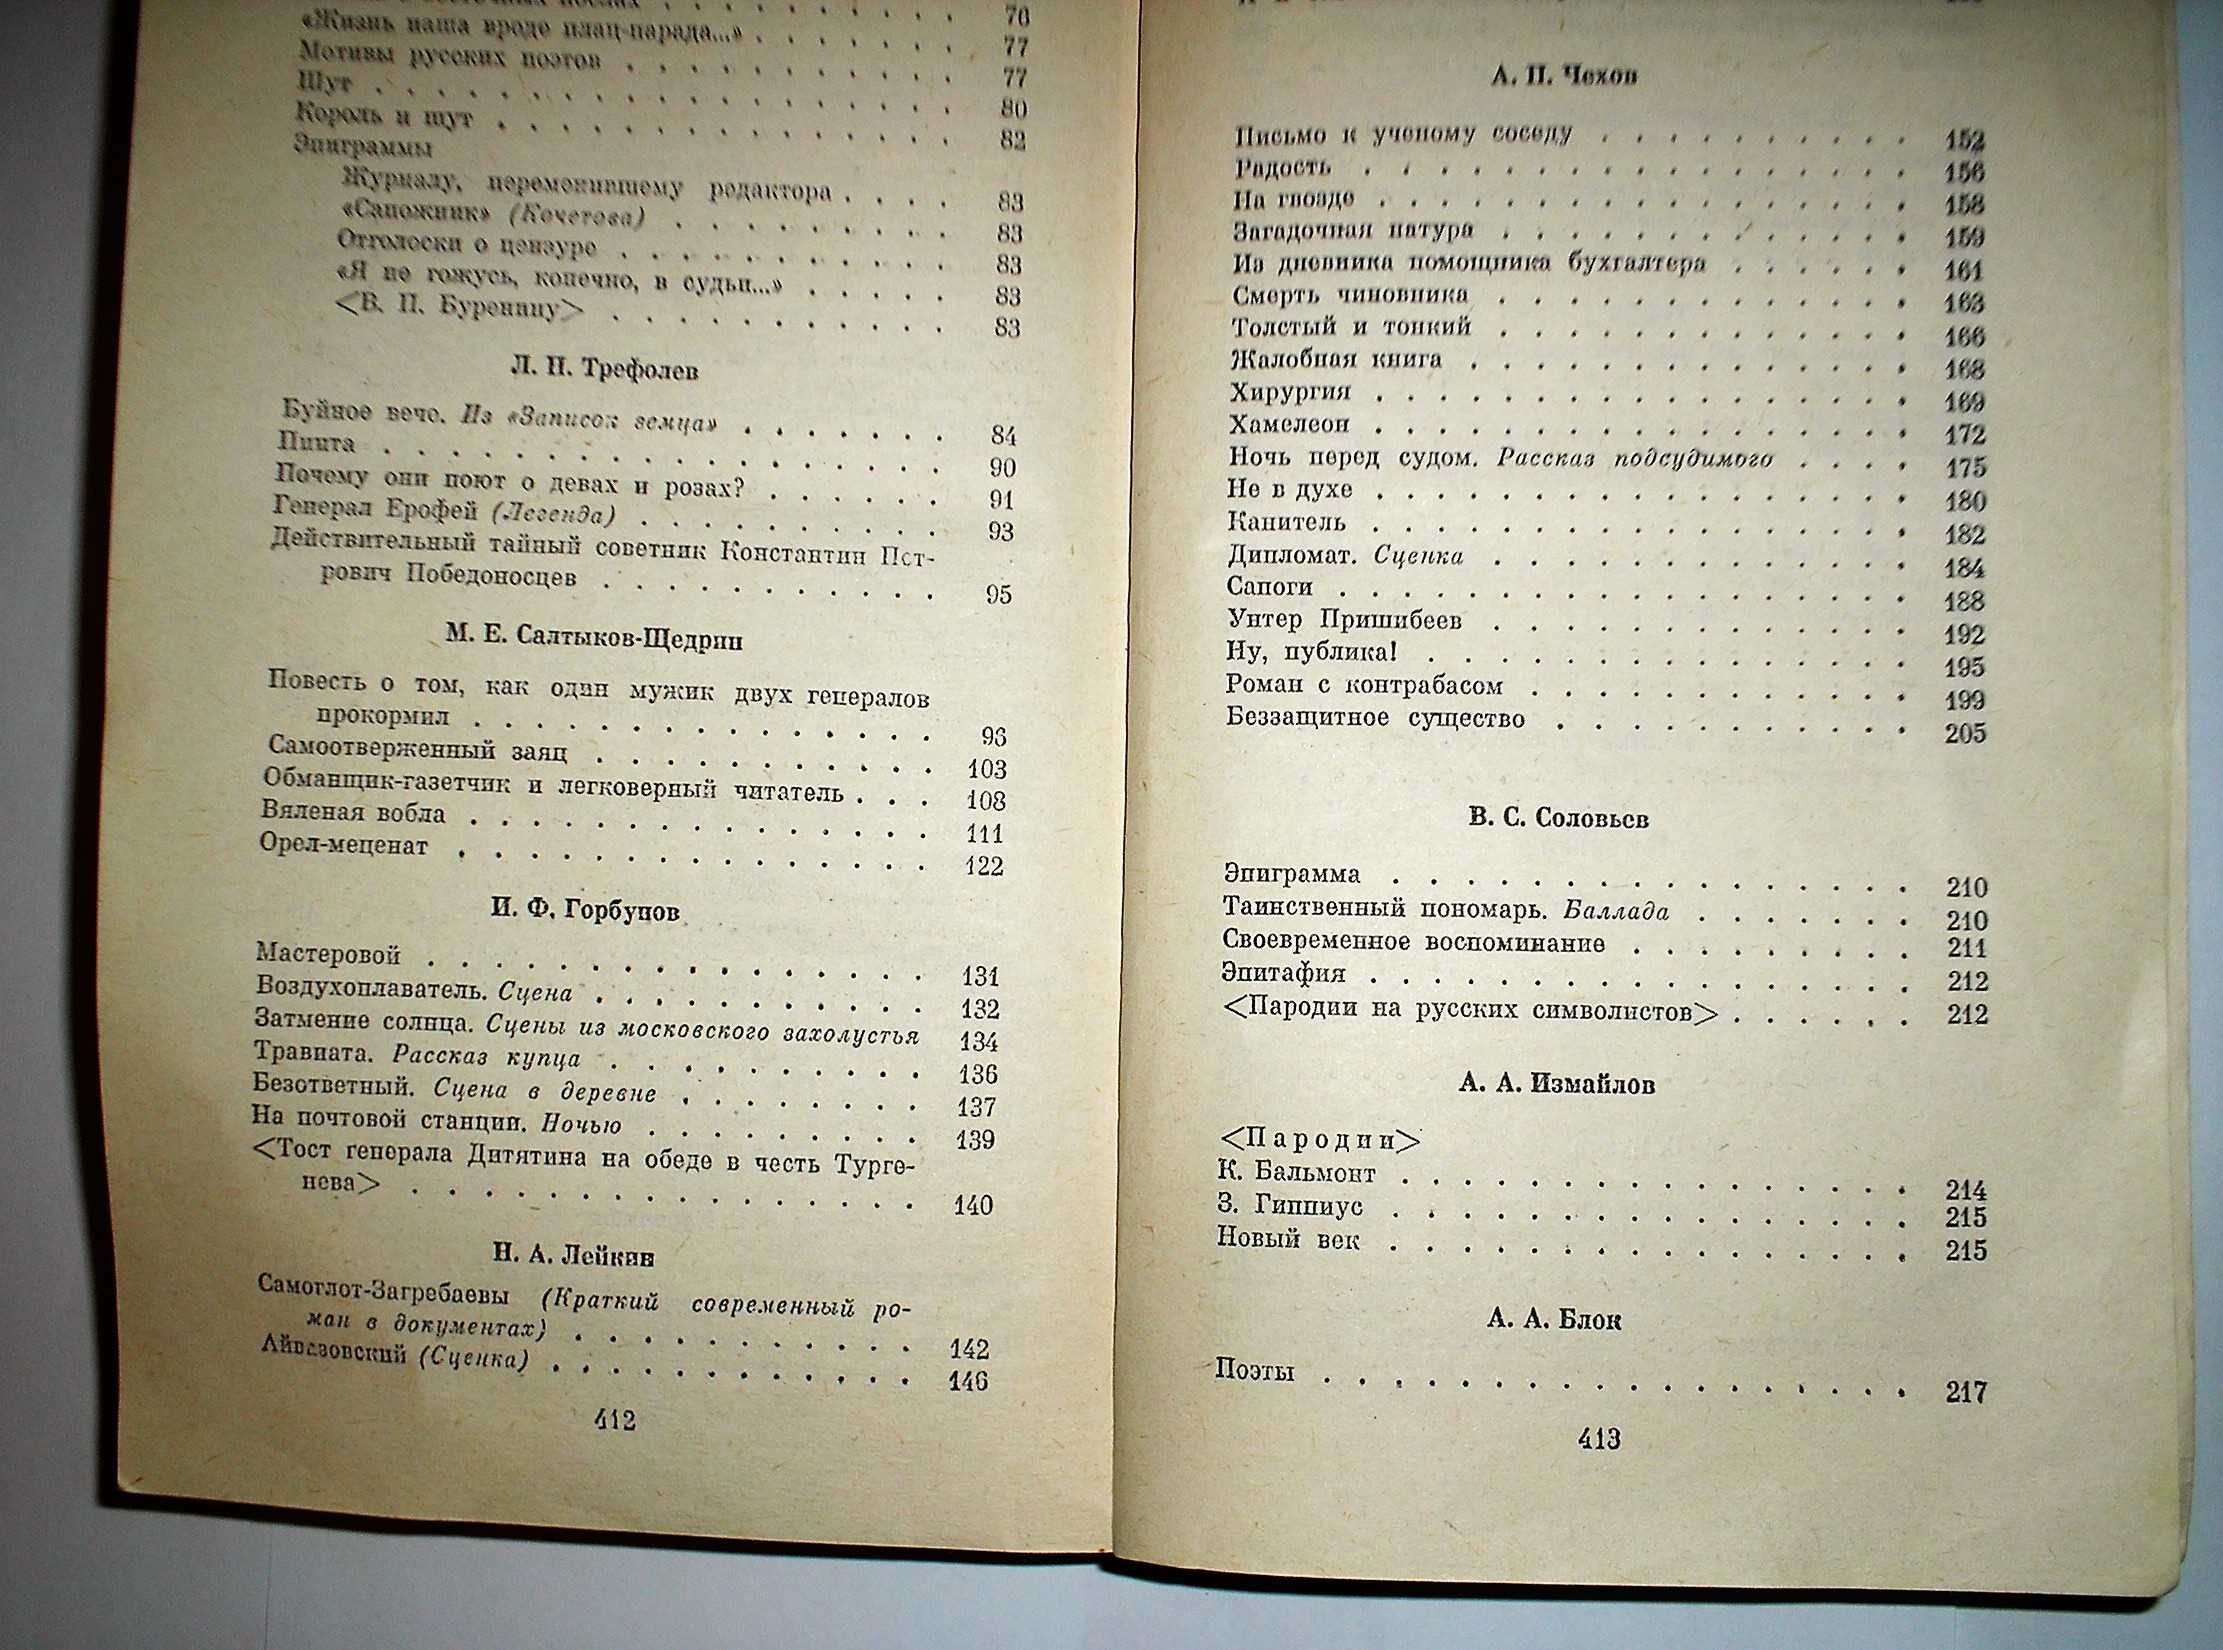 76
«Жизнь наша вроде плац-парада...» 77
Мотивы русских поэтов 77
Шут 80
Король и шут 82
Эпиграммы
Журналу, переменившему редактора 83
«Сапожник» (Кочетова) 83
Отголоски о цензуре 83
«Я не гожусь, конечно, в судьи...» 83
<В. П. Буренину> 83
Л. Н. Трефолев
Буйное вече. Из «Записок земца» 84
Пиита 90
Почему они поют о девах и розах? 91
Генерал Ерофей (Легенда) 93
Действительный тайный советник Константин Пет-
рович Победоносцев 95
М. Е. Салтыков-Щедрин
Повесть о том, как один мужик двух генералов
прокормил 96
Самоотверженный заяц 103
Обманщик-газетчик и легковерный читатель 108
Вяленая вобла 111
Орел-меценат 122
И. Ф. Горбунов
Мастеровой 131
Воздухоплаватель. Сцена 132
Затмение солнца. Сцены из московского захолустья 134
Травиата. Рассказ купца 136
Безответный. Сцена в деревне 137
На почтовой станции. Ночью 139
<Тост генерала Дитятина на обеде в честь Турге-
нева> 140
Н. А. Лейкин
Самоглот-Загребаевы (Краткий современный ро-
ман в документах) 142
Айвазовский (Сценка) 146
412
А. П. Чехов
Письмо к ученому соседу 152
Радость 156
На гвозде 158
Загадочная натура 159
Из дневника помощника бухгалтера 161
Смерть чиновника 163
Толстый и тонкий 166
Жалобная книга 168
Хирургия 169
Хамелеон 172
Ночь перед судом. Рассказ подсудимого 175
Не в духе 180
Канитель 182
Дипломат. Сценка 184
Сапоги 188
Унтер Пришибеев 192
Ну, публика! 195
Роман с контрабасом 199
Беззащитное существо 205
В. С. Соловьев
Эпиграмма 210
Таинственный пономарь. Баллада 210
Своевременное воспоминание 211
Эпитафия 212
<Пародии на русских символистов> 212
А. А. Измайлов
<Пародии>
К. Бальмонт 214
З. Гиппиус 215
Новый век 215
А. А. Блок
Поэты 217
413